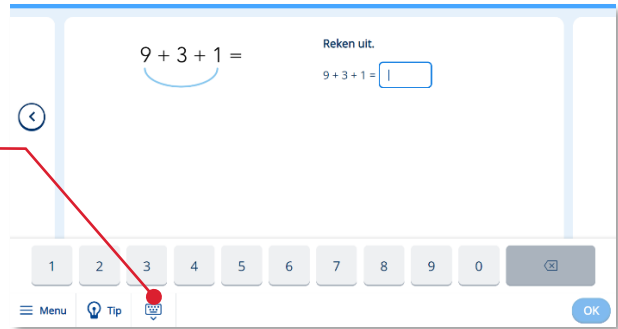 9 + 3 + 1 =
Reken uit.
9 + 3 + 1 =
1 2 3 4 5 6 7 8 9 0
Menu Tip OK